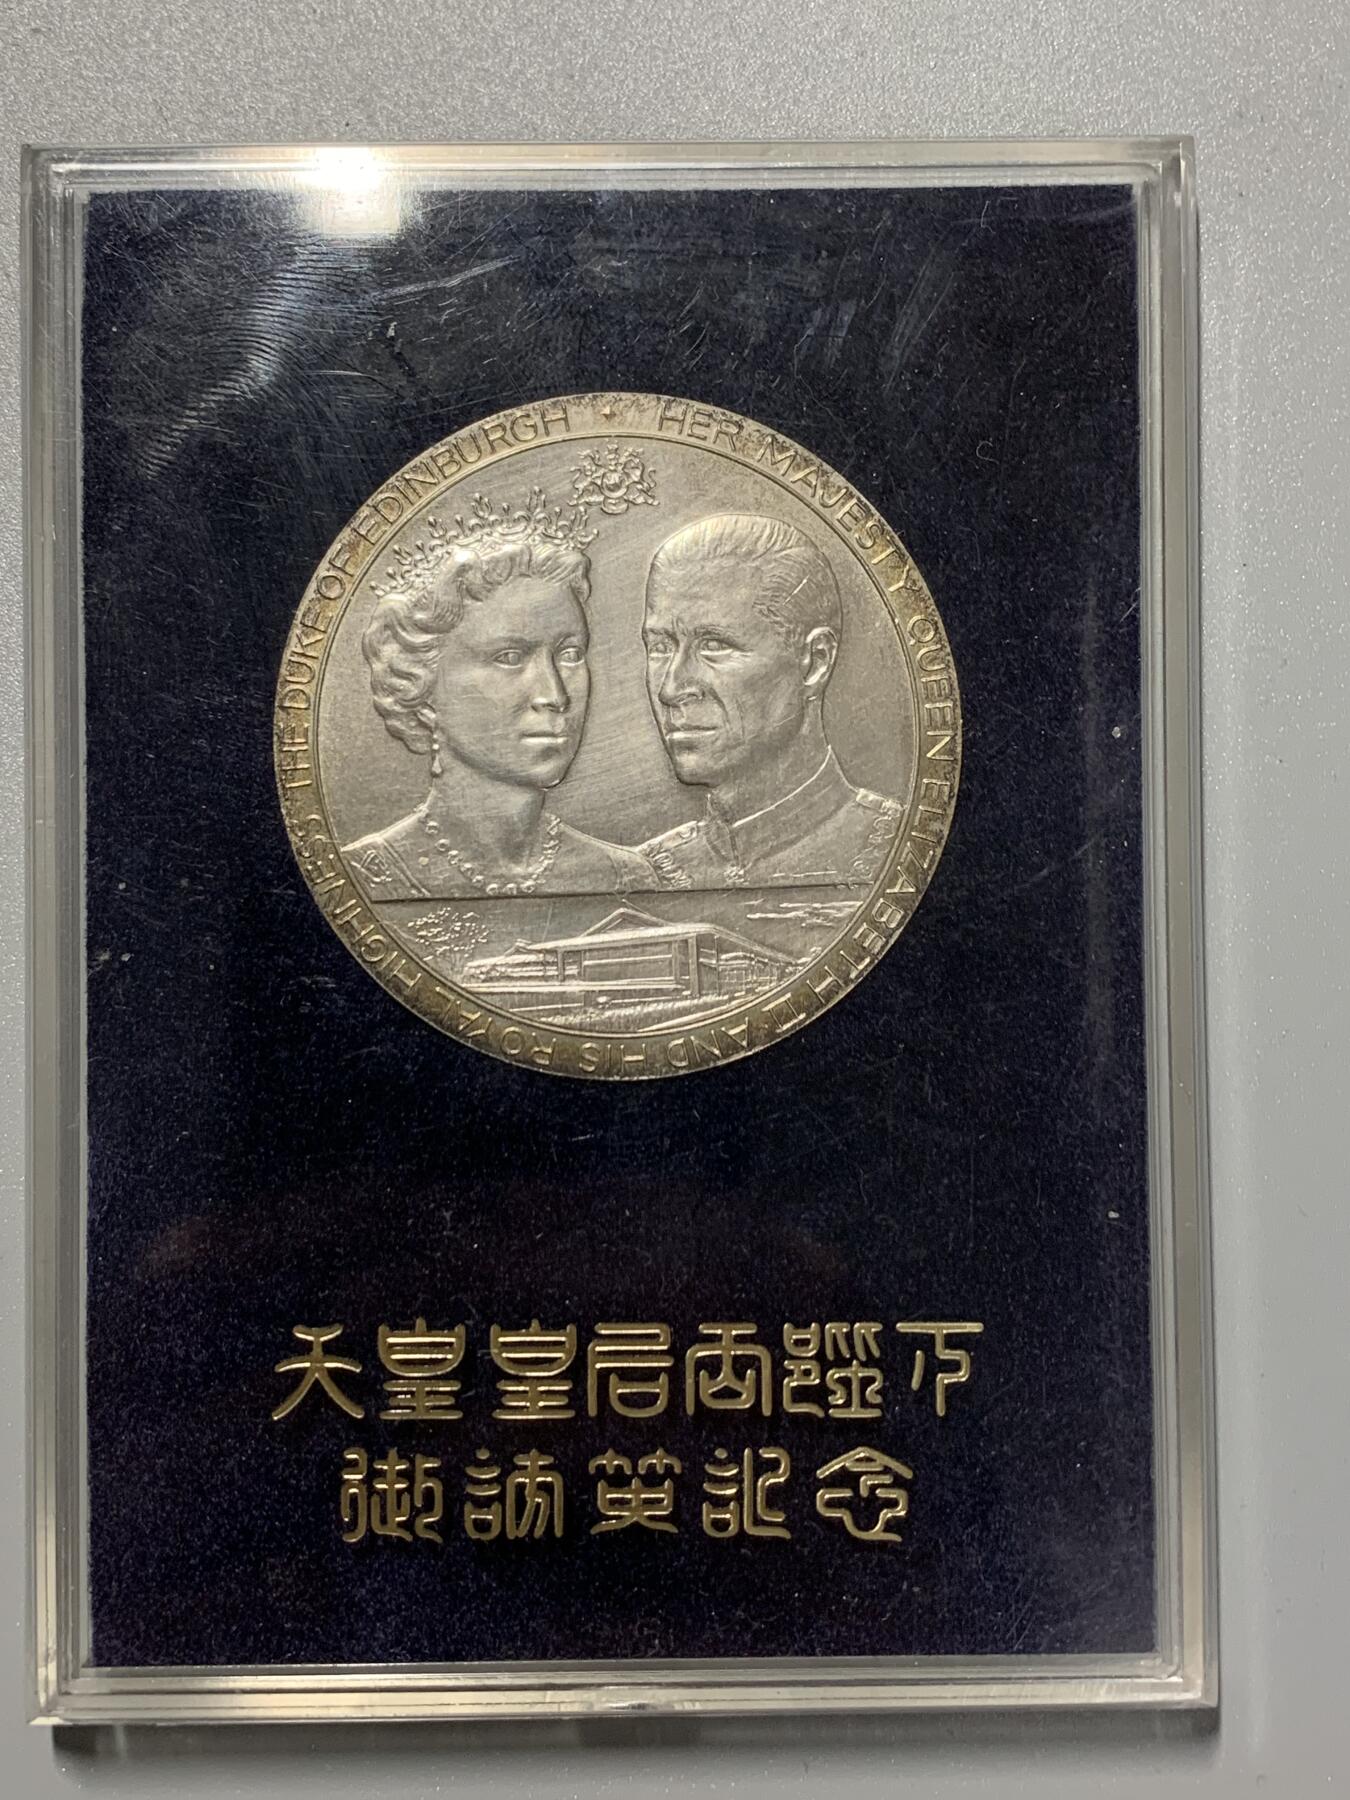 HER MAJESTY QUEEN ELIZABETH II AND HIS ROYAL HIGHNESS THE DUKE OF EDINBURGH
天皇皇后両陛下
御訪英記念